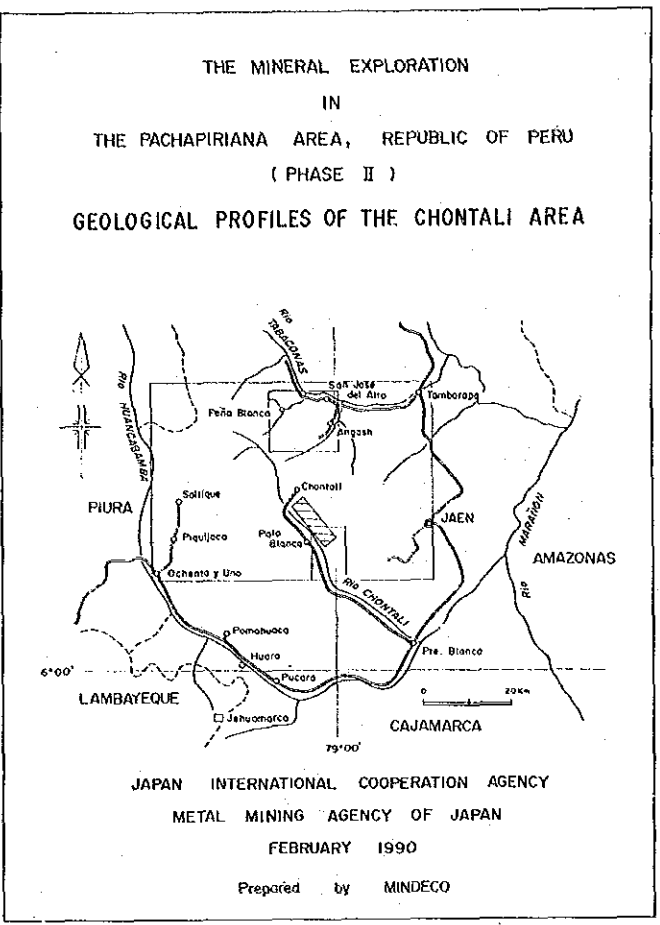 THE MINERAL EXPLORATION
IN
THE PACHAPIRIANA AREA, REPUBLIC OF PERU
( PHASE II )
GEOLOGICAL PROFILES OF THE CHONTALI AREA
RIO TABACONAS
RIO HUANCABAMBA
San José del Alto
Tamborapa
Peña Blanca
Angash
Chontali
Sallique
PIURA
JAEN
MARAÑON
Piquijaca
Palo Blanco
AMAZONAS
Ochenta y Uno
RIO CHONTALI
RIO
Pomahuaca
Pte. Blanco
Huara
6°00'
Pucara
0 20Km
LAMBAYEQUE
Jehuamarca
CAJAMARCA
79°00'
JAPAN INTERNATIONAL COOPERATION AGENCY
METAL MINING AGENCY OF JAPAN
FEBRUARY 1990
Prepared by MINDECO